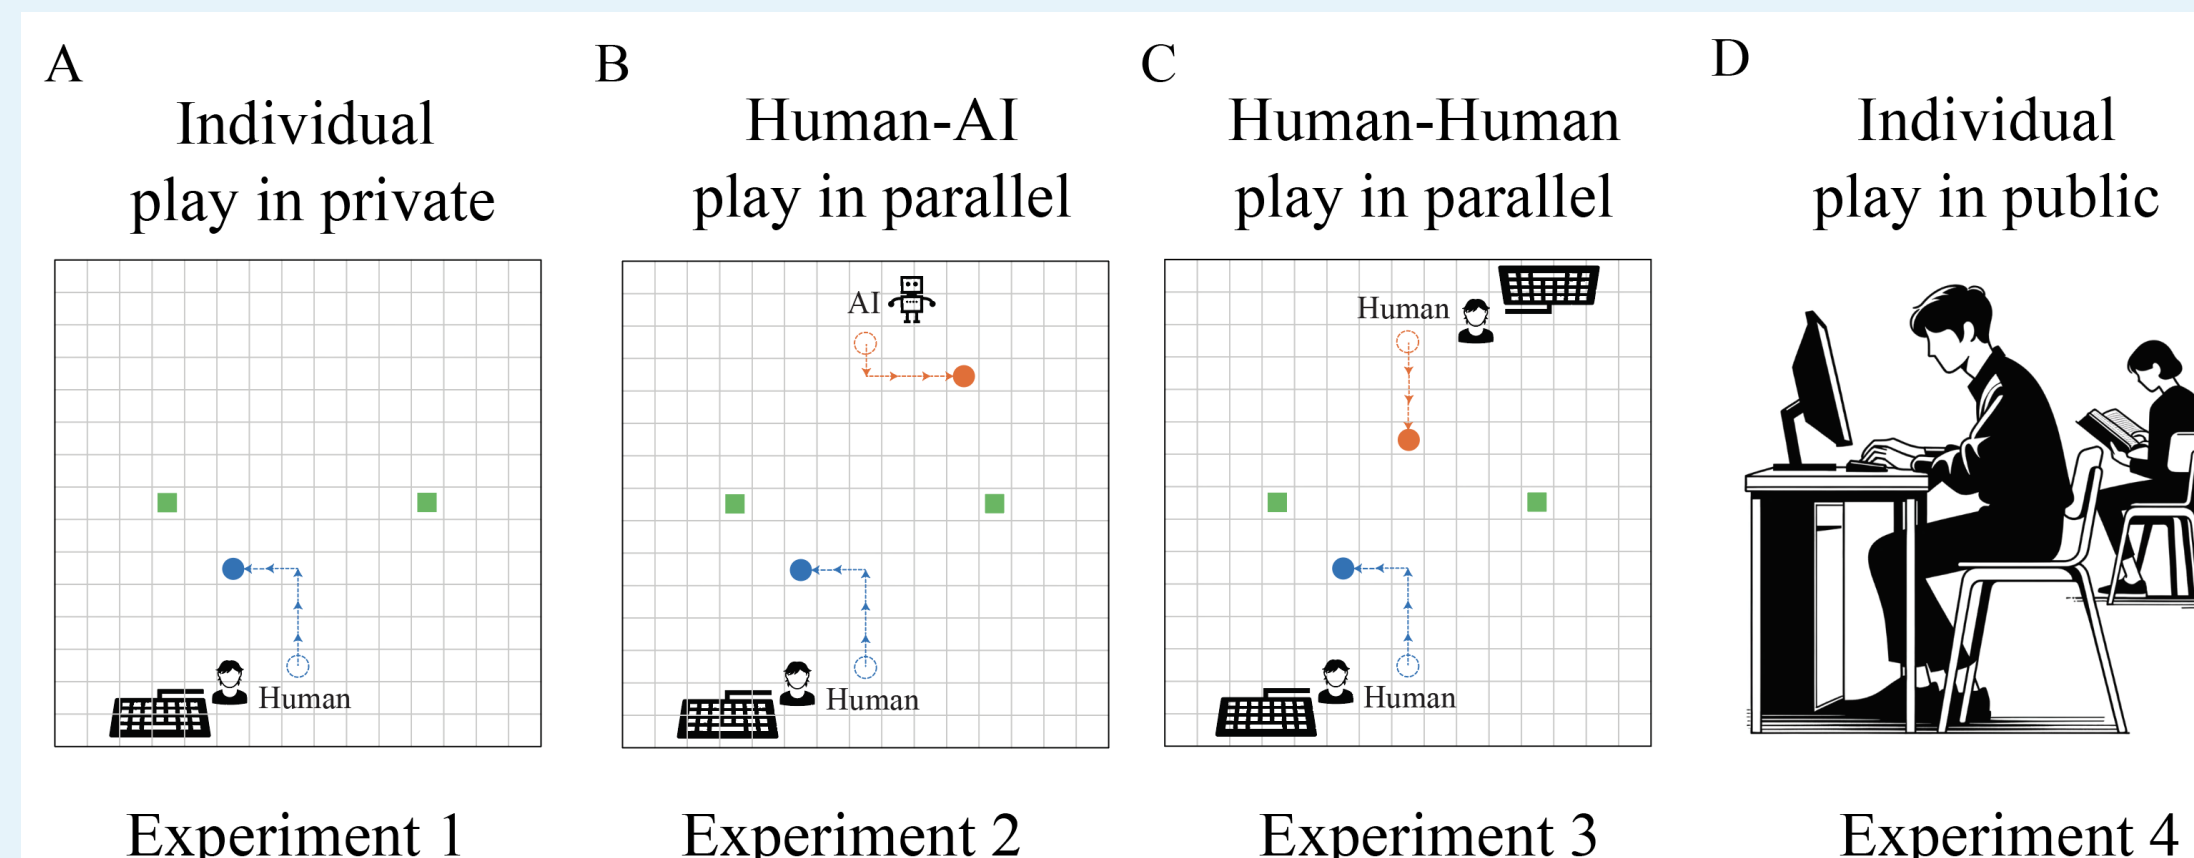 A
Individual
play in private
Human
Experiment 1
B
Human-AI
play in parallel
AI
Human
Experiment 2
C
Human-Human
play in parallel
Human
Human
Experiment 3
D
Individual
play in public
Experiment 4